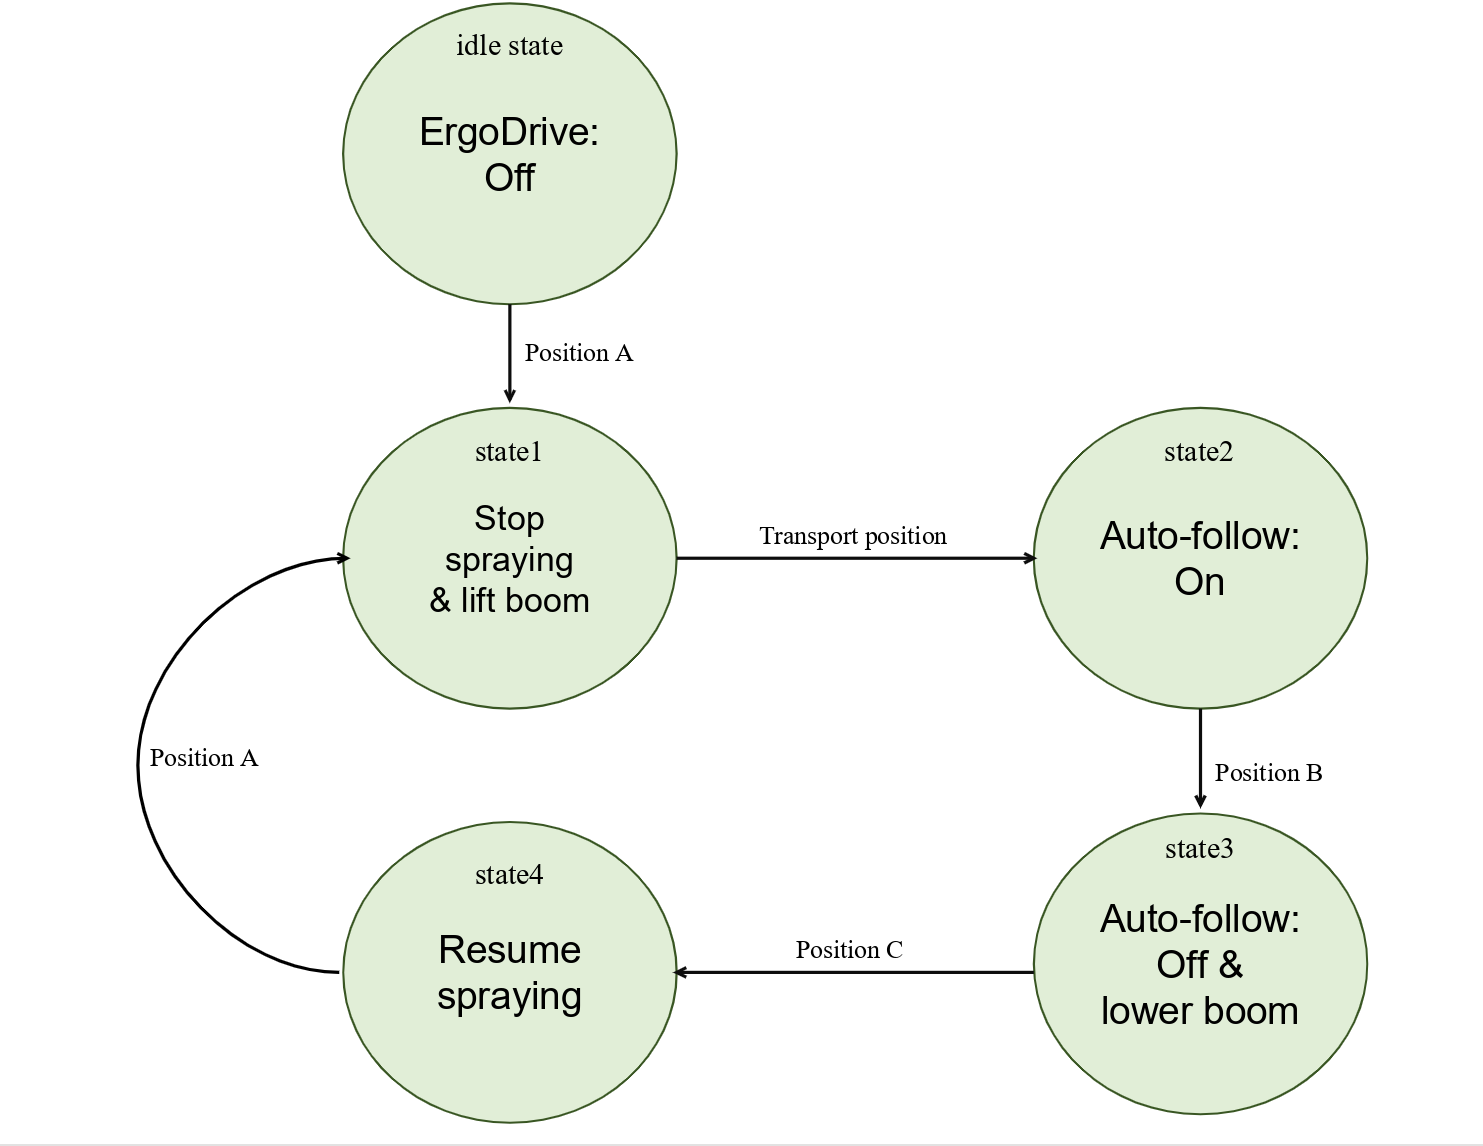 idle state
ErgoDrive:
Off
Position A
state1
Stop
spraying
& lift boom
Transport position
state2
Auto-follow:
On
Position A
Position B
state4
Resume
spraying
Position C
state3
Auto-follow:
Off &
lower boom